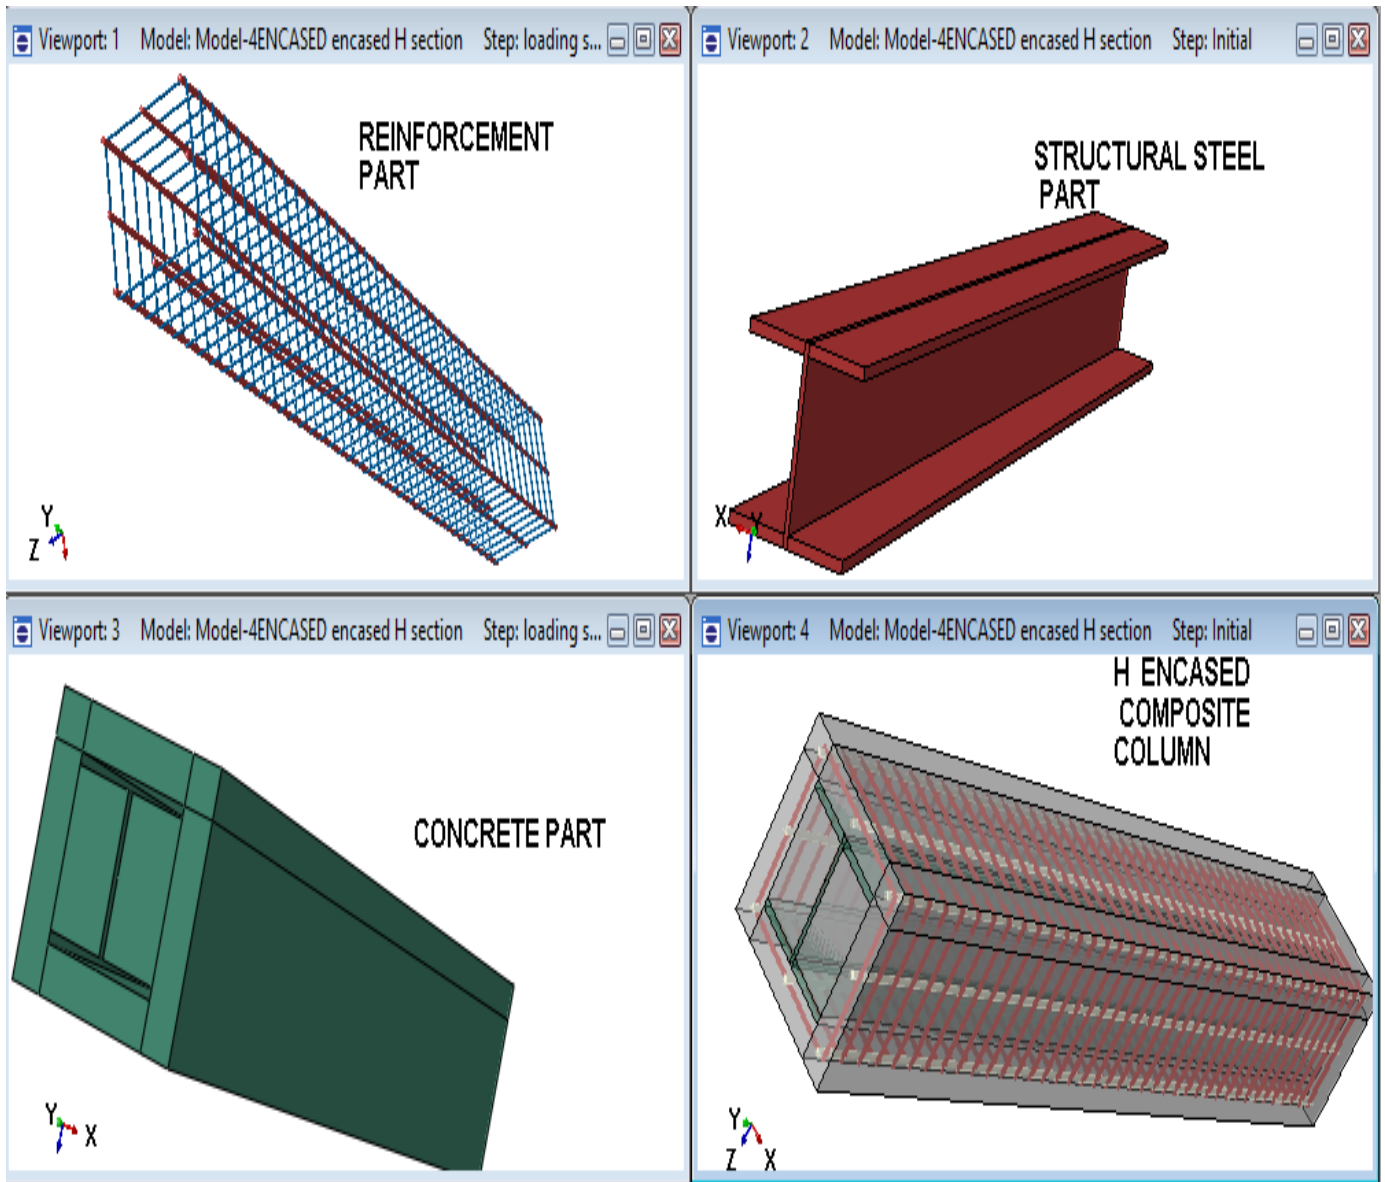 Viewport: 1 Model: Model-4ENCASED encased H section Step: loading s...
REINFORCEMENT
PART
Y
Z
Viewport: 2 Model: Model-4ENCASED encased H section Step: Initial
STRUCTURAL STEEL
PART
X Y
Viewport: 3 Model: Model-4ENCASED encased H section Step: loading s...
CONCRETE PART
Y
X
Viewport: 4 Model: Model-4ENCASED encased H section Step: Initial
H ENCASED
COMPOSITE
COLUMN
Y
Z X